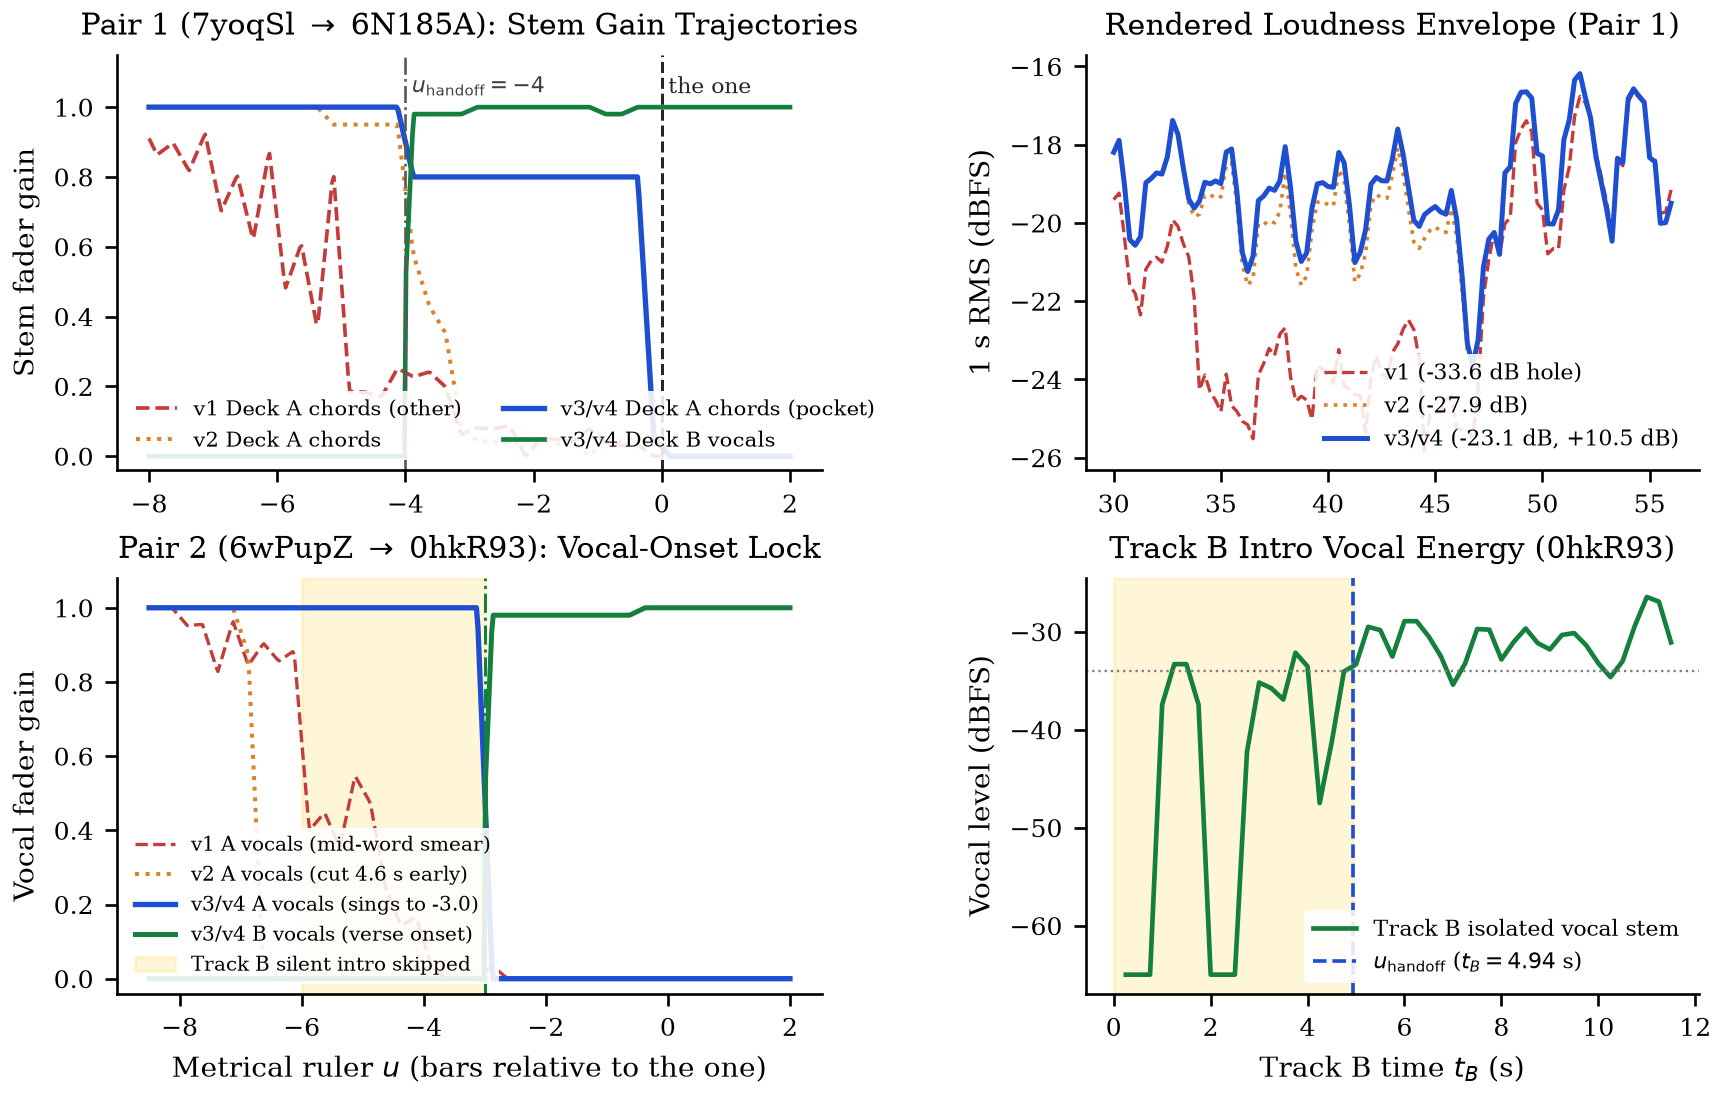 Pair 1 (7yoqSl → 6N185A): Stem Gain Trajectories
Stem fader gain
1.0
0.8
0.6
0.4
0.2
0.0
u_handoff = −4
the one
v1 Deck A chords (other)
v2 Deck A chords
v3/v4 Deck A chords (pocket)
v3/v4 Deck B vocals
−8 −6 −4 −2 0 2
Rendered Loudness Envelope (Pair 1)
1 s RMS (dBFS)
−16
−18
−20
−22
−24
−26
v1 (-33.6 dB hole)
v2 (-27.9 dB)
v3/v4 (-23.1 dB, +10.5 dB)
30 35 40 45 50 55
Pair 2 (6wPupZ → 0hkR93): Vocal-Onset Lock
Vocal fader gain
1.0
0.8
0.6
0.4
0.2
0.0
v1 A vocals (mid-word smear)
v2 A vocals (cut 4.6 s early)
v3/v4 A vocals (sings to -3.0)
v3/v4 B vocals (verse onset)
Track B silent intro skipped
−8 −6 −4 −2 0 2
Metrical ruler u (bars relative to the one)
Track B Intro Vocal Energy (0hkR93)
Vocal level (dBFS)
−30
−40
−50
−60
Track B isolated vocal stem
u_handoff (t_B = 4.94 s)
0 2 4 6 8 10 12
Track B time t_B (s)